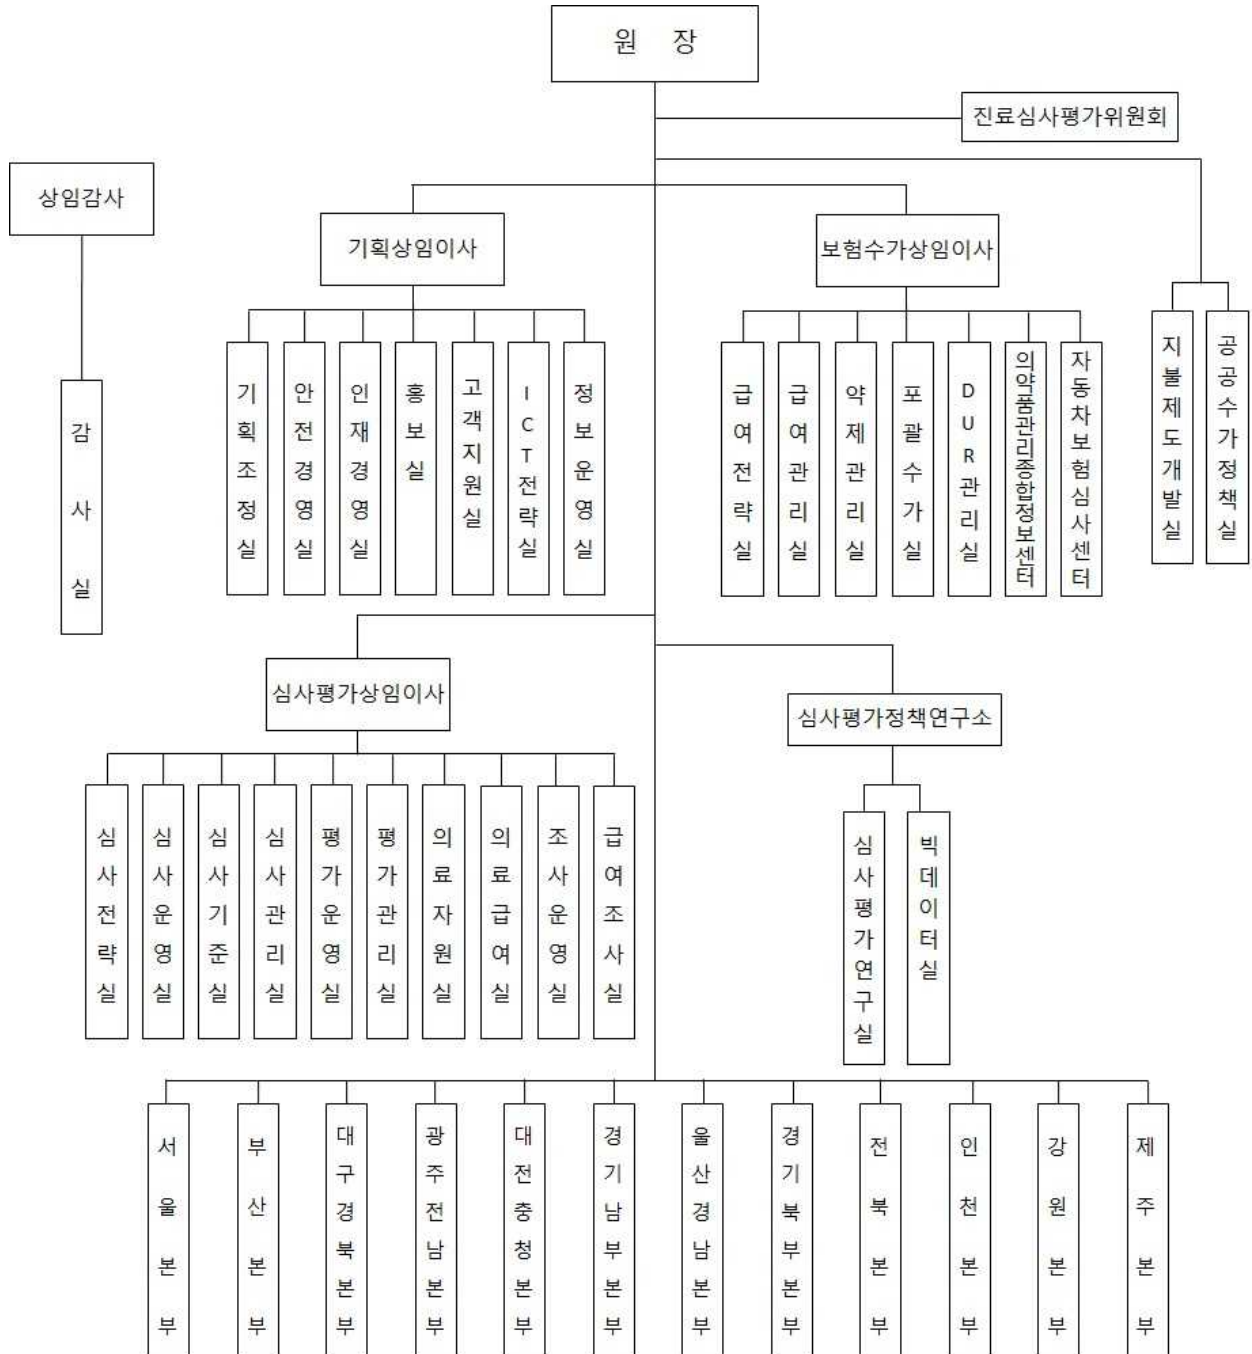 원 장
진료심사평가위원회
상임감사
감사실
기획상임이사
보험수가상임이사
기획조정실
안전경영실
인재경영실
홍보실
고객지원실
ICT전략실
정보운영실
급여전략실
급여관리실
약제관리실
포괄수가실
DUR관리실
의약품관리종합정보센터
자동차보험심사센터
지불제도개발실
공공수가정책실
심사평가상임이사
심사평가정책연구소
심사전략실
심사운영실
심사기준실
심사관리실
평가운영실
평가관리실
의료자원실
의료급여실
조사운영실
급여조사실
심사평가연구실
빅데이터실
서울본부
부산본부
대구경북본부
광주전남본부
대전충청본부
경기남부본부
울산경남본부
경기북부본부
전북본부
인천본부
강원본부
제주본부